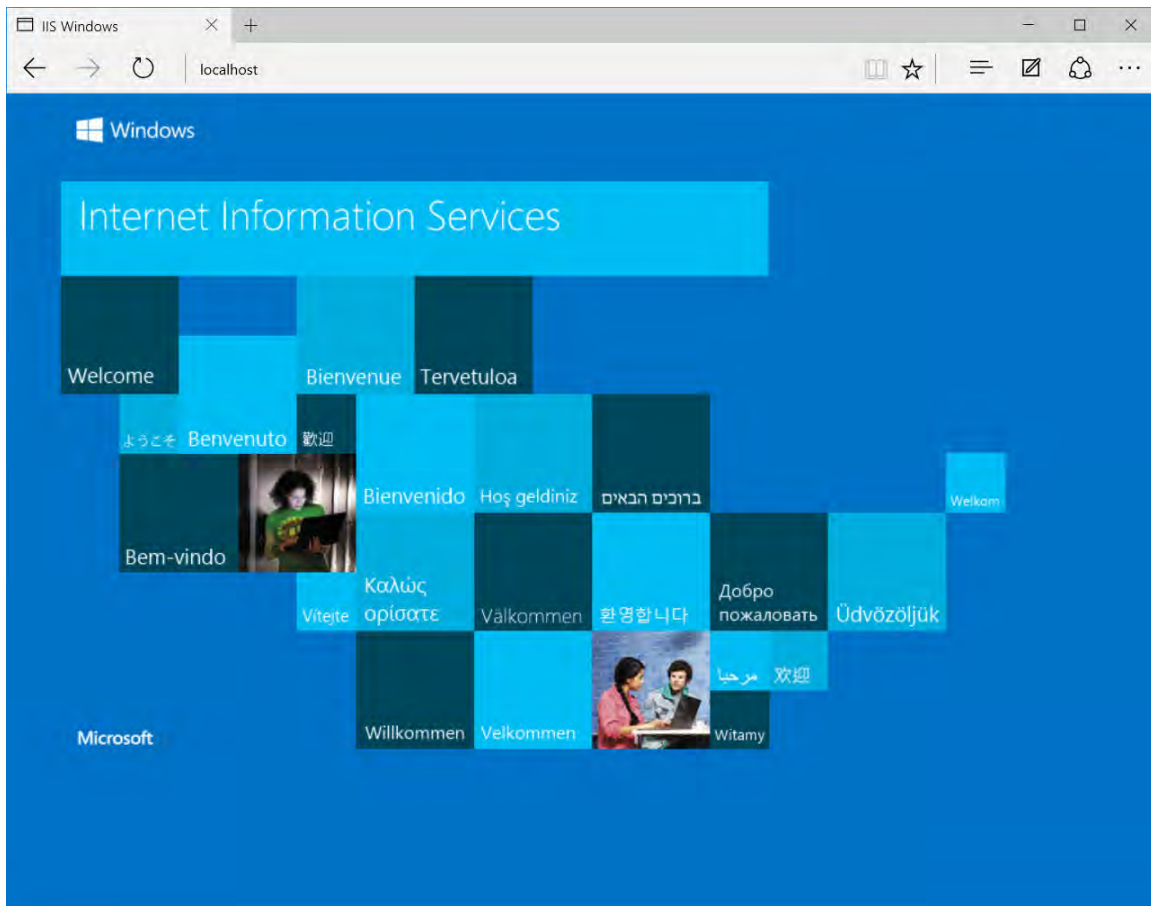 IIS Windows
localhost
Windows
Internet Information Services
Welcome
Bienvenue
Tervetuloa
ようこそ
Benvenuto
歡迎
Bienvenido
Hoş geldiniz
ברוכים הבאים
Welkom
Bem-vindo
Vítejte
Καλώς
ορίσατε
Välkommen
환영합니다
Добро
пожаловать
Üdvözöljük
مرحبا
欢迎
Microsoft
Willkommen
Velkommen
Witamy